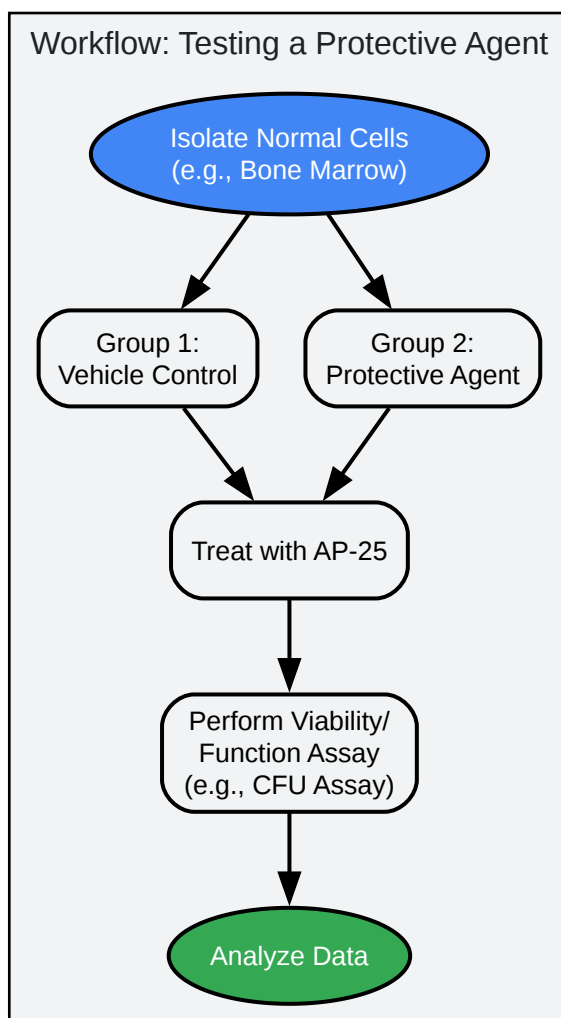 Workflow: Testing a Protective Agent
Isolate Normal Cells
(e.g., Bone Marrow)
Group 1:
Vehicle Control
Group 2:
Protective Agent
Treat with AP-25
Perform Viability/
Function Assay
(e.g., CFU Assay)
Analyze Data